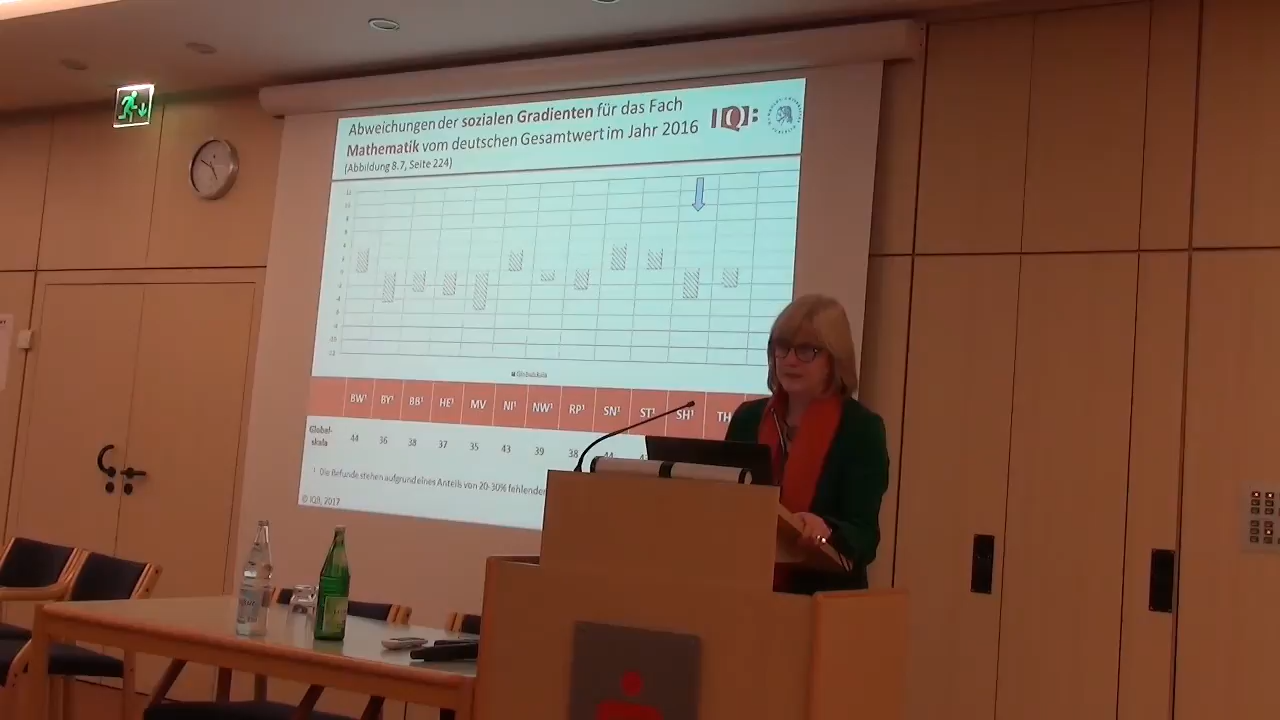 Abweichungen der sozialen Gradienten für das Fach
Mathematik vom deutschen Gesamtwert im Jahr 2016
(Abbildung 8.7, Seite 224)
IQB
Globalskala
BW¹ BY¹ BB¹ HE¹ MV NI¹ NW¹ RP¹ SN¹ ST¹ SH¹ TH
Global-
skala 44 36 38 37 35 43 39 38 44
¹ Die Befunde stehen aufgrund eines Anteils von 20-30% fehlender
© IQB, 2017